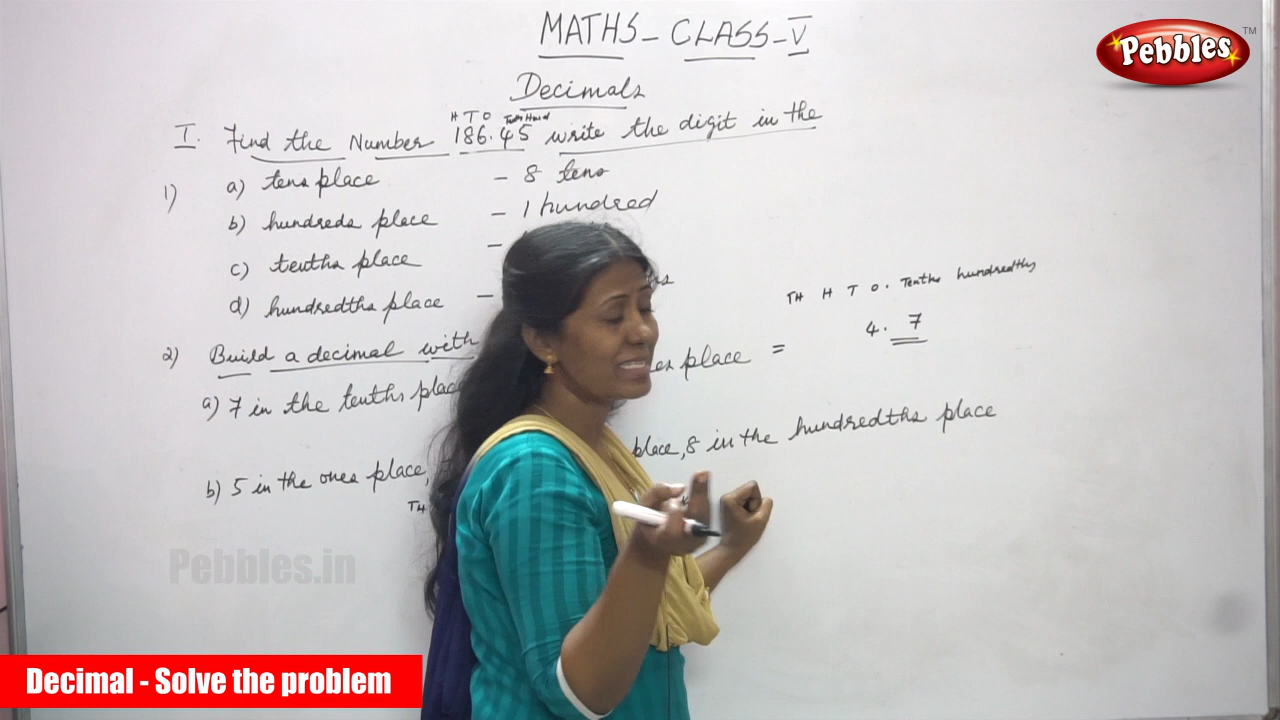 MATHS - CLASS - V
Pebbles TM
Decimals
H T O
I. Find the Number 186.45 write the digit in the
1) a) tens place - 8 tens
b) hundreds place - 1 hundred
c) tenths place -
d) hundredths place -
TH H T O . Tenths hundredths
4. 7
2) Build a decimal with
a) 7 in the tenths place place =
b) 5 in the ones place, place, 8 in the hundredths place
TH
Pebbles.in
Decimal - Solve the problem